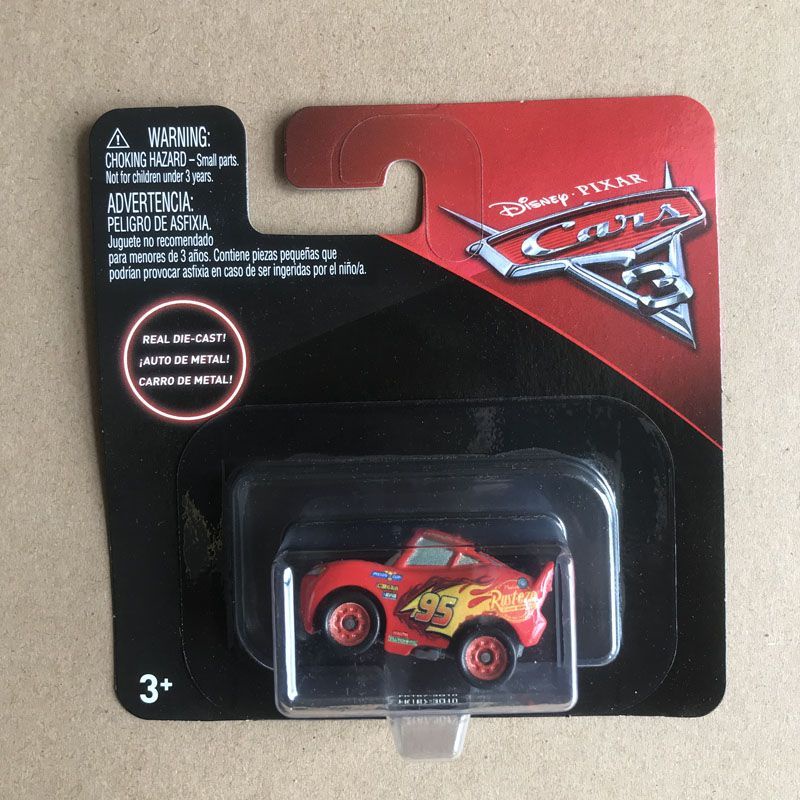 WARNING:
CHOKING HAZARD – Small parts.
Not for children under 3 years.
ADVERTENCIA:
PELIGRO DE ASFIXIA.
Juguete no recomendado
para menores de 3 años. Contiene piezas pequeñas que
podrían provocar asfixia en caso de ser ingeridas por el niño/a.
DISNEY · PIXAR
Cars
3
REAL DIE-CAST!
¡AUTO DE METAL!
CARRO DE METAL!
95
Rust-eze
3+